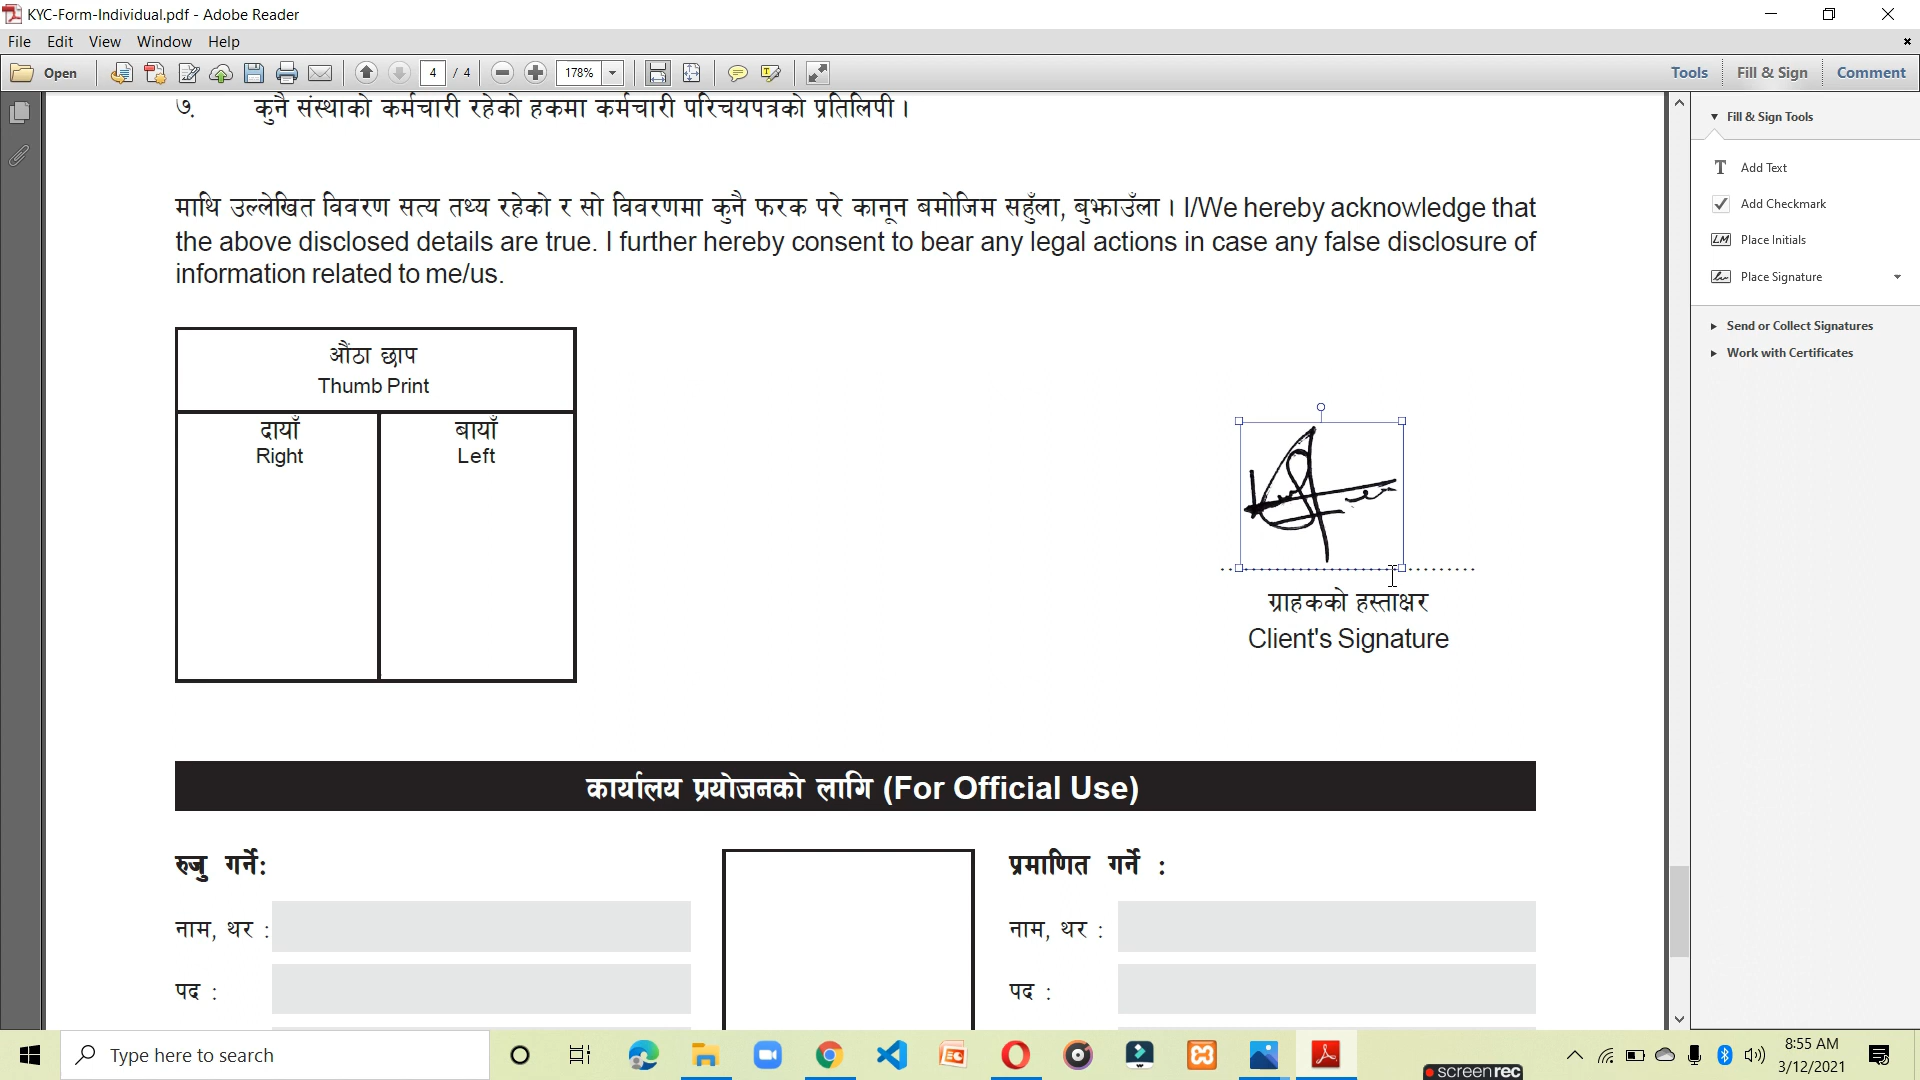 KYC-Form-Individual.pdf - Adobe Reader
File Edit View Window Help
Open 4 / 4 178% Tools Fill & Sign Comment
७. कुनै संस्थाको कर्मचारी रहेको हकमा कर्मचारी परिचयपत्रको प्रतिलिपी ।
माथि उल्लेखित विवरण सत्य तथ्य रहेको र सो विवरणमा कुनै फरक परे कानून बमोजिम सहुँला, बुझाउँला । I/We hereby acknowledge that
the above disclosed details are true. I further hereby consent to bear any legal actions in case any false disclosure of
information related to me/us.
औंठा छाप
Thumb Print
दायाँ बायाँ
Right Left
ग्राहकको हस्ताक्षर
Client's Signature
कार्यालय प्रयोजनको लागि (For Official Use)
रुजु गर्ने: प्रमाणित गर्ने :
नाम, थर : नाम, थर :
पद : पद :
Fill & Sign Tools
Add Text
Add Checkmark
LM Place Initials
Place Signature
Send or Collect Signatures
Work with Certificates
Type here to search
screenrec
8:55 AM
3/12/2021